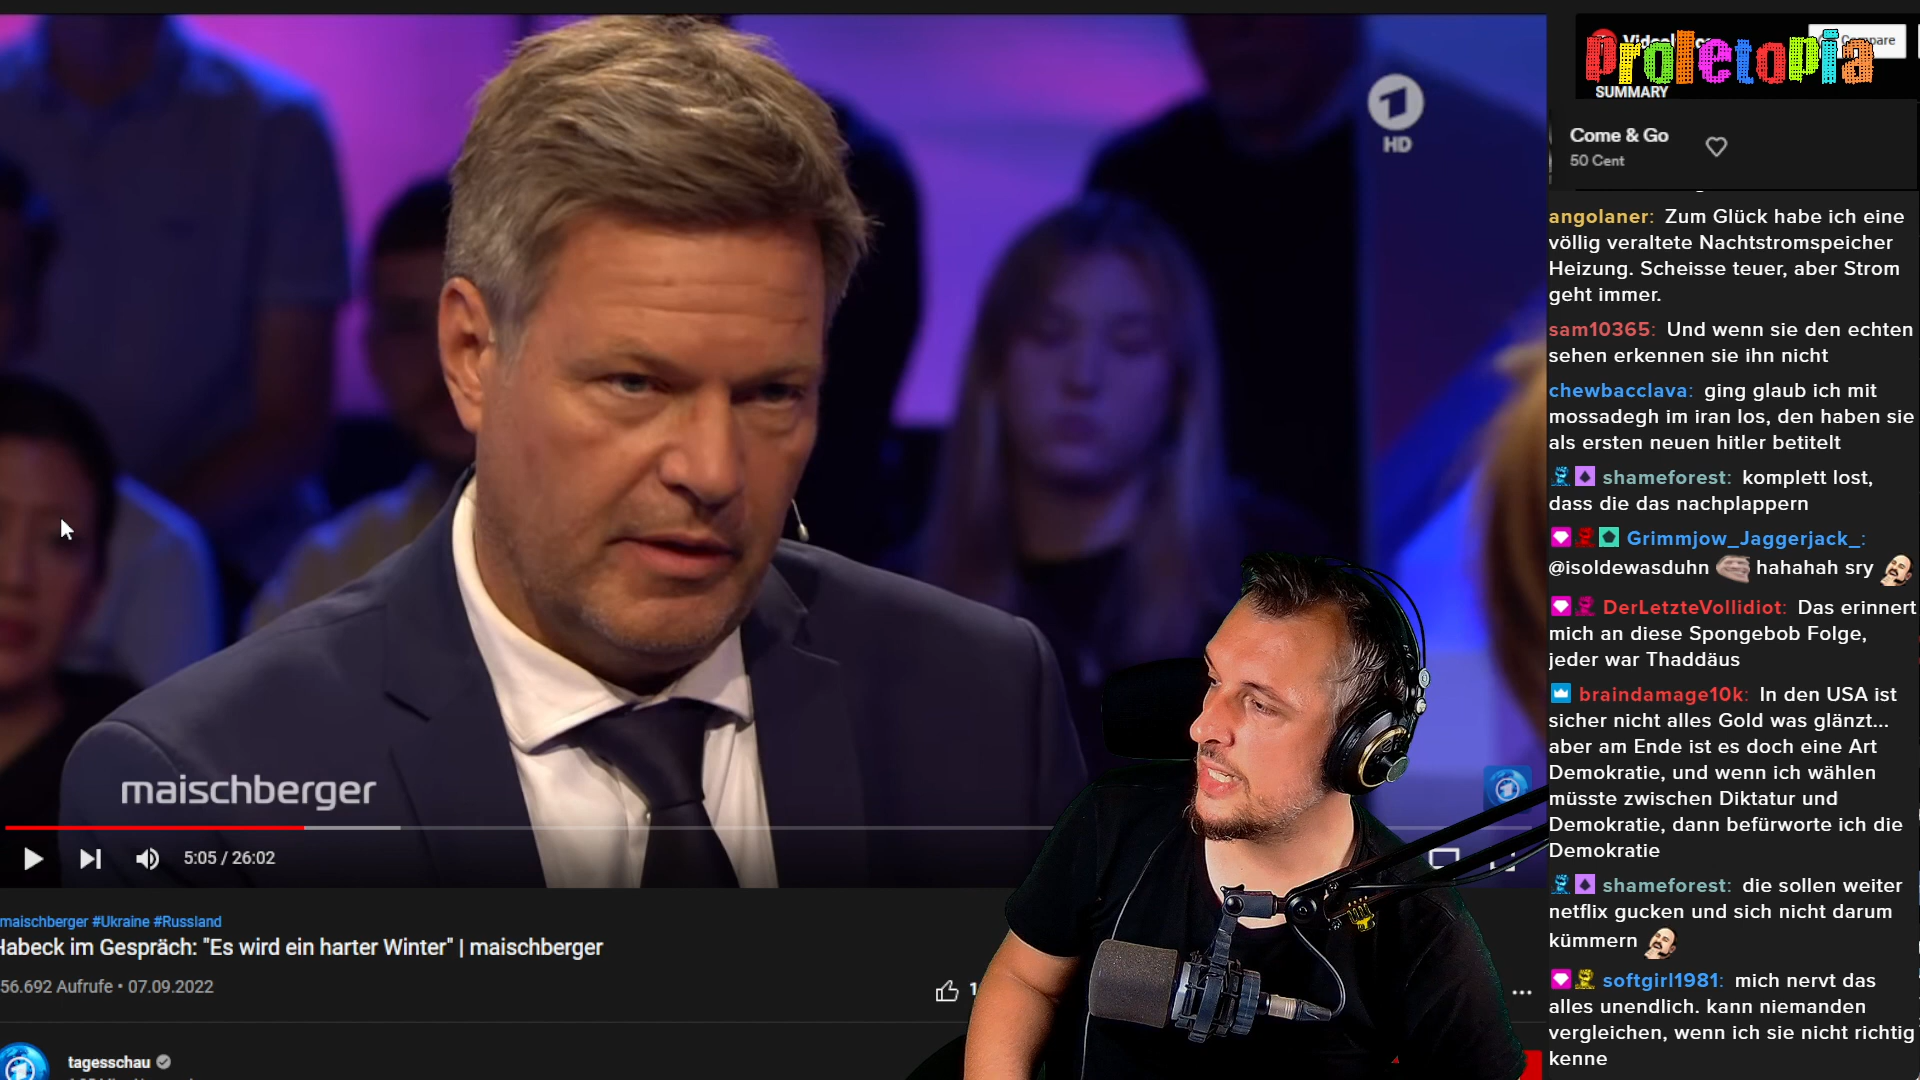 HD
maischberger
5:05 / 26:02
maischberger #Ukraine #Russland
Habeck im Gespräch: "Es wird ein harter Winter" | maischberger
56.692 Aufrufe • 07.09.2022
tagesschau
Proletopia
SUMMARY
Come & Go
50 Cent
angolaner: Zum Glück habe ich eine
völlig veraltete Nachtstromspeicher
Heizung. Scheisse teuer, aber Strom
geht immer.
sam10365: Und wenn sie den echten
sehen erkennen sie ihn nicht
chewbacclava: ging glaub ich mit
mossadegh im iran los, den haben sie
als ersten neuen hitler betitelt
shameforest: komplett lost,
dass die das nachplappern
Grimmjow_Jaggerjack_:
@isoldewasduhn hahahah sry
DerLetzteVollidiot: Das erinnert
mich an diese Spongebob Folge,
jeder war Thaddäus
braindamage10k: In den USA ist
sicher nicht alles Gold was glänzt...
aber am Ende ist es doch eine Art
Demokratie, und wenn ich wählen
müsste zwischen Diktatur und
Demokratie, dann befürworte ich die
Demokratie
shameforest: die sollen weiter
netflix gucken und sich nicht darum
kümmern
softgirl1981: mich nervt das
alles unendlich. kann niemanden
vergleichen, wenn ich sie nicht richtig
kenne